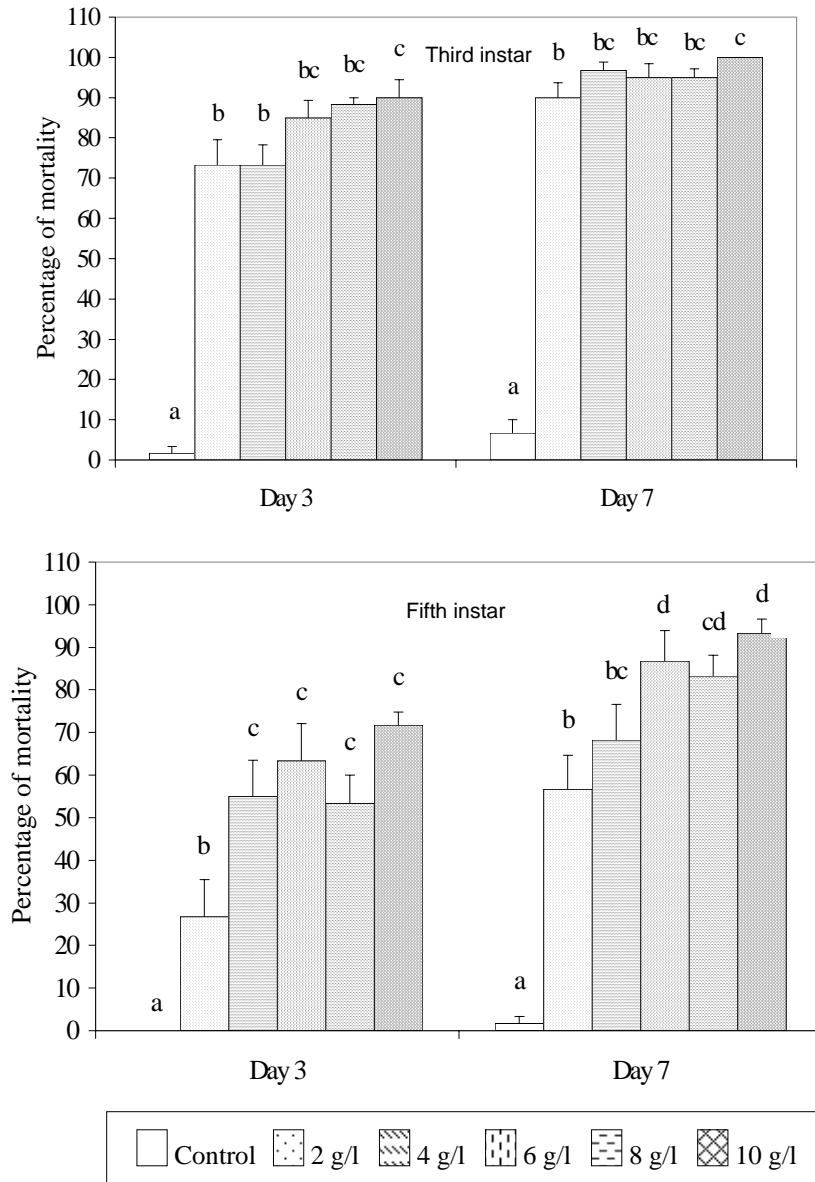 110
100
90
80
70
60
50
40
30
20
10
0
Percentage of mortality
Third instar
a b b bc bc c
a b bc bc bc c
Day 3 Day 7
110
100
90
80
70
60
50
40
30
20
10
0
Percentage of mortality
Fifth instar
a b c c c c
a b bc d cd d
Day 3 Day 7
Control 2 g/l 4 g/l 6 g/l 8 g/l 10 g/l